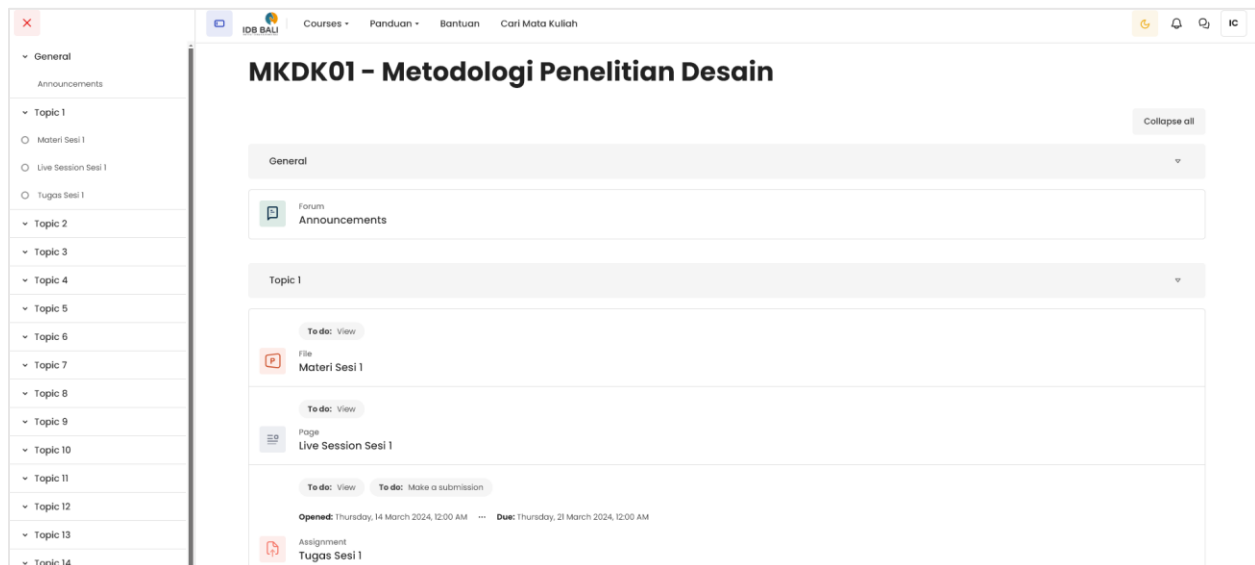 IDB BALI
Courses
Panduan
Bantuan
Cari Mata Kuliah
IC
General
Announcements
Topic 1
Materi Sesi 1
Live Session Sesi 1
Tugas Sesi 1
Topic 2
Topic 3
Topic 4
Topic 5
Topic 6
Topic 7
Topic 8
Topic 9
Topic 10
Topic 11
Topic 12
Topic 13
Topic 14
MKDK01 - Metodologi Penelitian Desain
Collapse all
General
Forum
Announcements
Topic 1
To do: View
File
Materi Sesi 1
To do: View
Page
Live Session Sesi 1
To do: View To do: Make a submission
Opened: Thursday, 14 March 2024, 12:00 AM ··· Due: Thursday, 21 March 2024, 12:00 AM
Assignment
Tugas Sesi 1